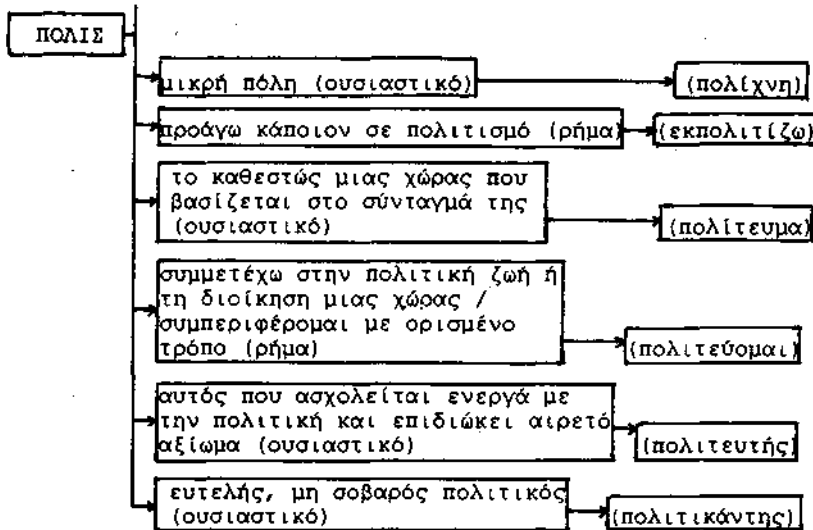 ΠΟΛΙΣ
μικρή πόλη (ουσιαστικό)
(πολίχνη)
προάγω κάποιον σε πολιτισμό (ρήμα)
(εκπολιτίζω)
το καθεστώς μιας χώρας που
βασίζεται στο σύνταγμά της
(ουσιαστικό)
(πολίτευμα)
συμμετέχω στην πολιτική ζωή ή
τη διοίκηση μιας χώρας /
συμπεριφέρομαι με ορισμένο
τρόπο (ρήμα)
(πολιτεύομαι)
αυτός που ασχολείται ενεργά με
την πολιτική και επιδιώκει αιρετό
αξίωμα (ουσιαστικό)
(πολιτευτής)
ευτελής, μη σοβαρός πολιτικός
(ουσιαστικό)
(πολιτικάντης)